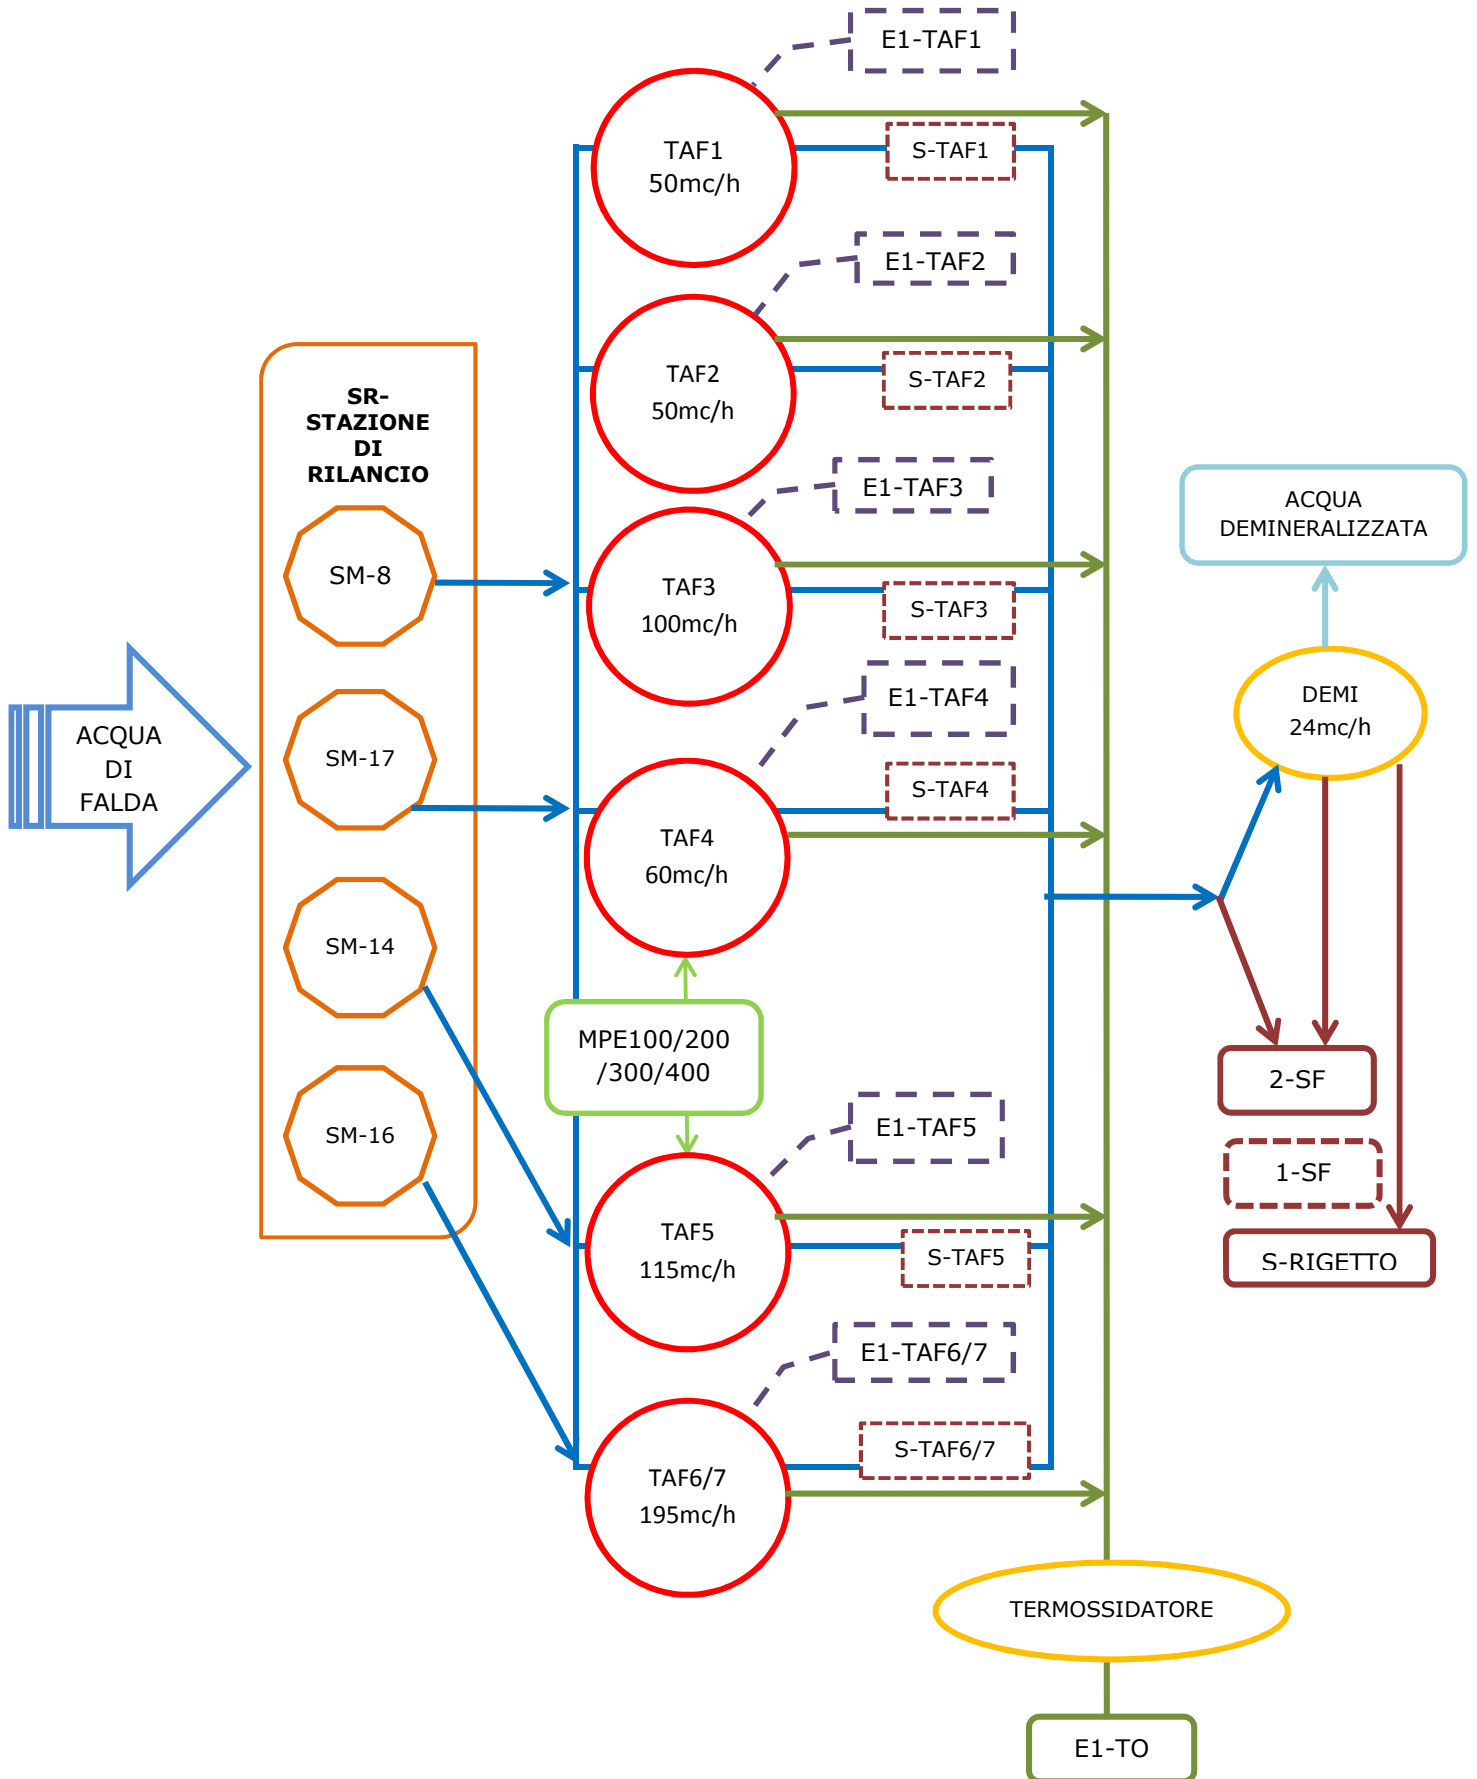 E1-TAF1
TAF1
50mc/h
S-TAF1
E1-TAF2
TAF2
50mc/h
S-TAF2
SR-
STAZIONE
DI
RILANCIO
E1-TAF3
TAF3
100mc/h
S-TAF3
ACQUA
DEMINERALIZZATA
SM-8
E1-TAF4
DEMI
24mc/h
ACQUA
DI
FALDA
SM-17
S-TAF4
TAF4
60mc/h
SM-14
MPE100/200
/300/400
2-SF
SM-16
E1-TAF5
1-SF
TAF5
115mc/h
S-TAF5
S-RIGETTO
E1-TAF6/7
S-TAF6/7
TAF6/7
195mc/h
TERMOSSIDATORE
E1-TO